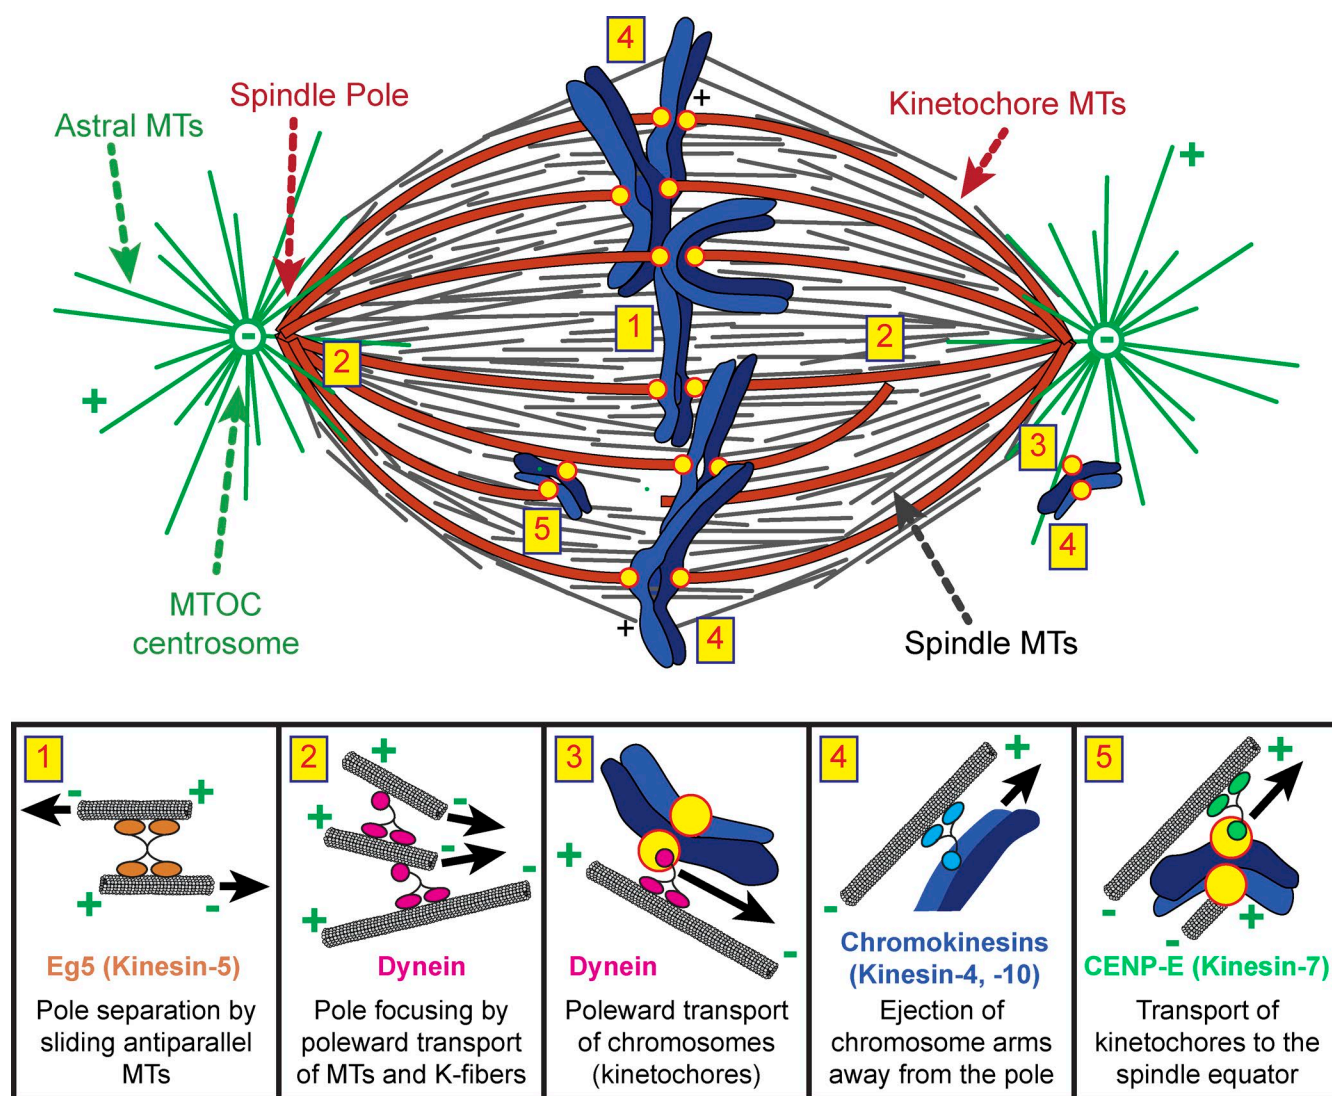 4
Spindle Pole
+
Kinetochore MTs
Astral MTs
+
1
2
2
-
-
+
3
5
4
MTOC
centrosome
+
4
Spindle MTs
1
-
+
+
-
Eg5 (Kinesin-5)
Pole separation by
sliding antiparallel
MTs
2
+
-
+
-
-
+
Dynein
Pole focusing by
poleward transport
of MTs and K-fibers
3
+
-
Dynein
Poleward transport
of chromosomes
(kinetochores)
4
+
-
Chromokinesins
(Kinesin-4, -10)
Ejection of
chromosome arms
away from the pole
5
+
-
+
-
CENP-E (Kinesin-7)
Transport of
kinetochores to the
spindle equator